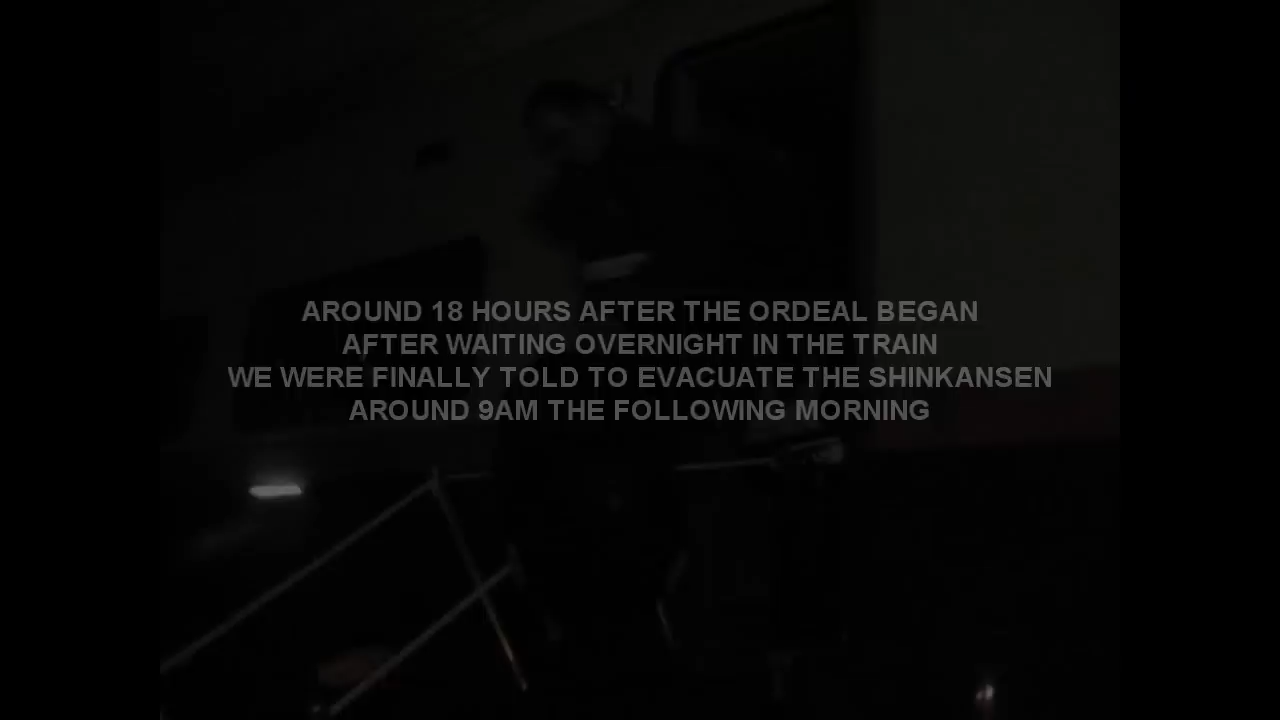 AROUND 18 HOURS AFTER THE ORDEAL BEGAN
AFTER WAITING OVERNIGHT IN THE TRAIN
WE WERE FINALLY TOLD TO EVACUATE THE SHINKANSEN
AROUND 9AM THE FOLLOWING MORNING